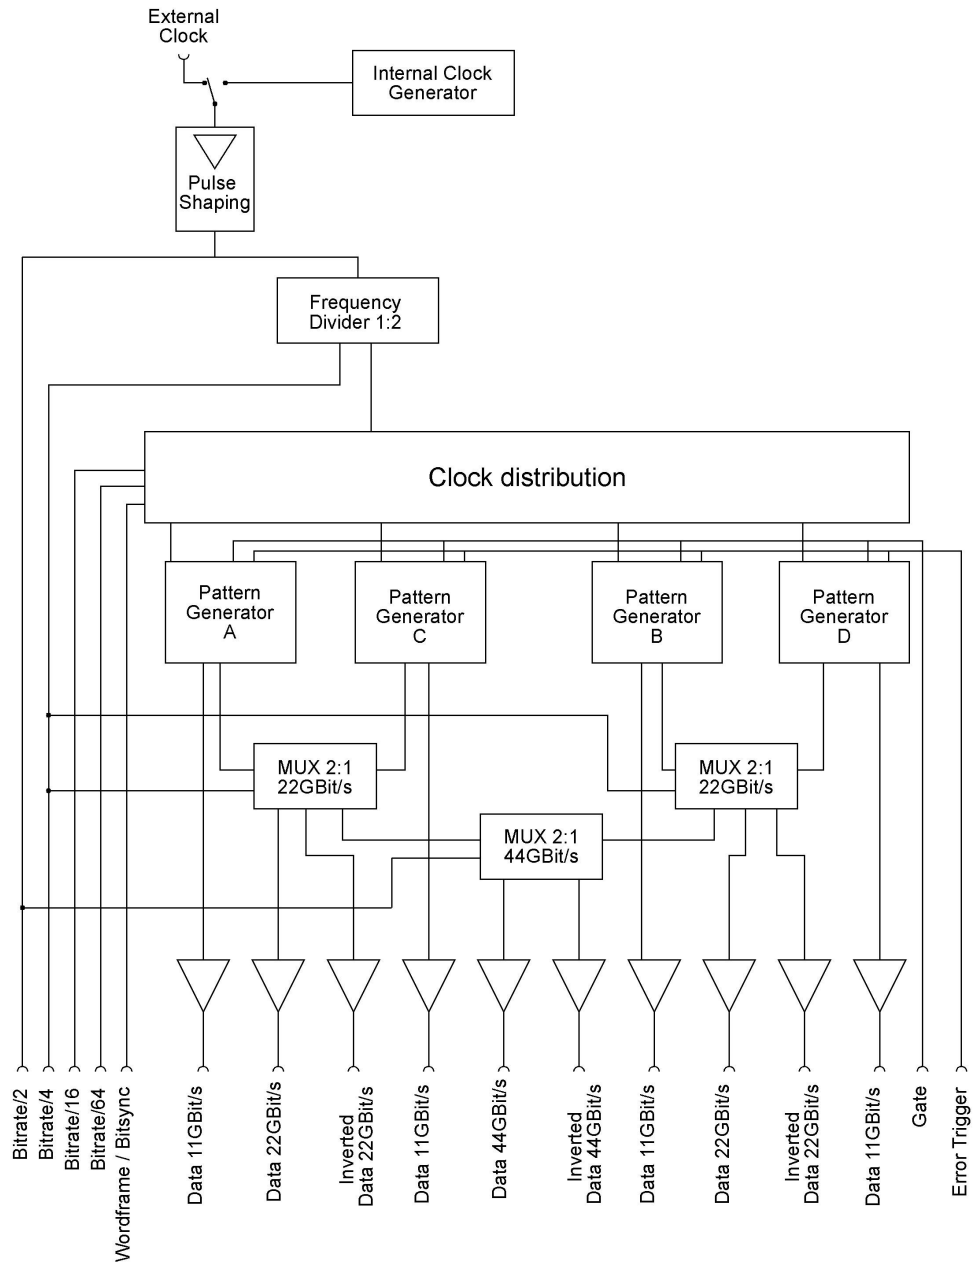 External
Clock
Internal Clock
Generator
Pulse
Shaping
Frequency
Divider 1:2
Clock distribution
Pattern
Generator
A
Pattern
Generator
C
Pattern
Generator
B
Pattern
Generator
D
MUX 2:1
22GBit/s
MUX 2:1
22GBit/s
MUX 2:1
44GBit/s
Bitrate/2
Bitrate/4
Bitrate/16
Bitrate/64
Wordframe / Bitsync
Data 11GBit/s
Data 22GBit/s
Inverted
Data 22GBit/s
Data 11GBit/s
Data 44GBit/s
Inverted
Data 44GBit/s
Data 11GBit/s
Data 22GBit/s
Inverted
Data 22GBit/s
Data 11GBit/s
Gate
Error Trigger